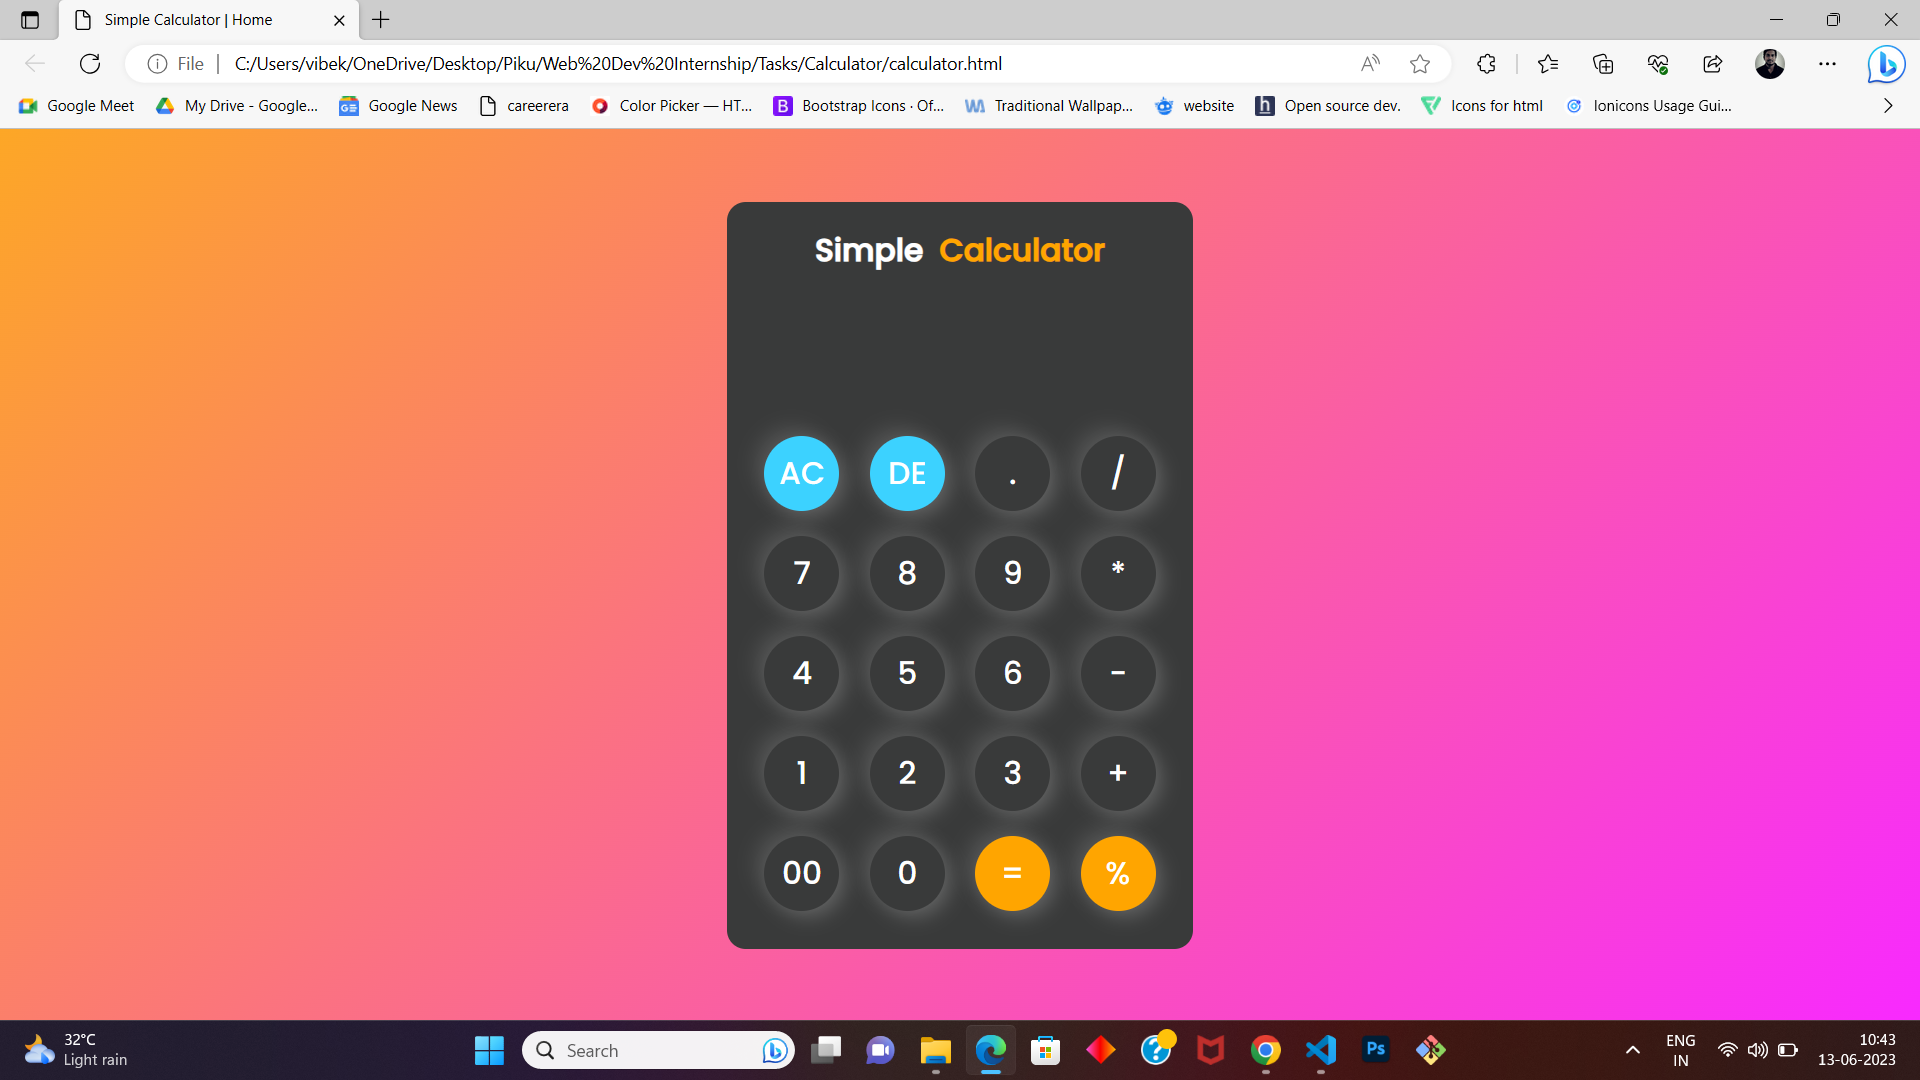 Simple Calculator | Home
File | C:/Users/vibek/OneDrive/Desktop/Piku/Web%20Dev%20Internship/Tasks/Calculator/calculator.html
Google Meet My Drive - Google... Google News careerera Color Picker — HT... Bootstrap Icons · Of... Traditional Wallpap... website Open source dev. Icons for html Ionicons Usage Gui...
Simple Calculator
AC DE . /
7 8 9 *
4 5 6 -
1 2 3 +
00 0 = %
32°C
Light rain
Search
Ps
ENG
IN
10:43
13-06-2023